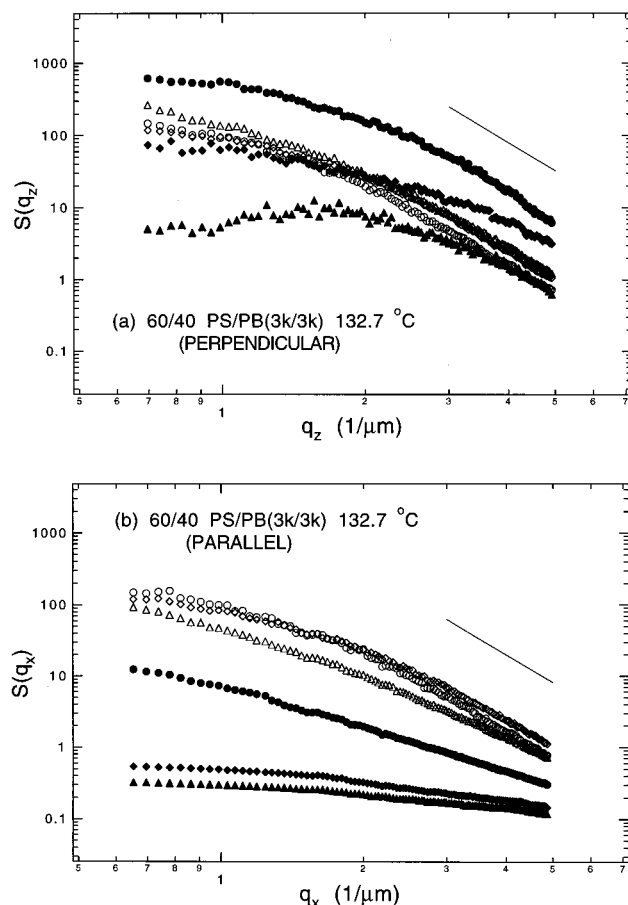 1000
100
10
1
0.1
S(q_z)
(a) 60/40 PS/PB(3k/3k) 132.7 °C
(PERPENDICULAR)
5 6 7 8 9 1 2 3 4 5 6 7
q_z (1/μm)
(b) 60/40 PS/PB(3k/3k) 132.7 °C
(PARALLEL)
1000
100
10
1
0.1
S(q_x)
5 6 7 8 9 1 2 3 4 5 6 7
q_x (1/μm)